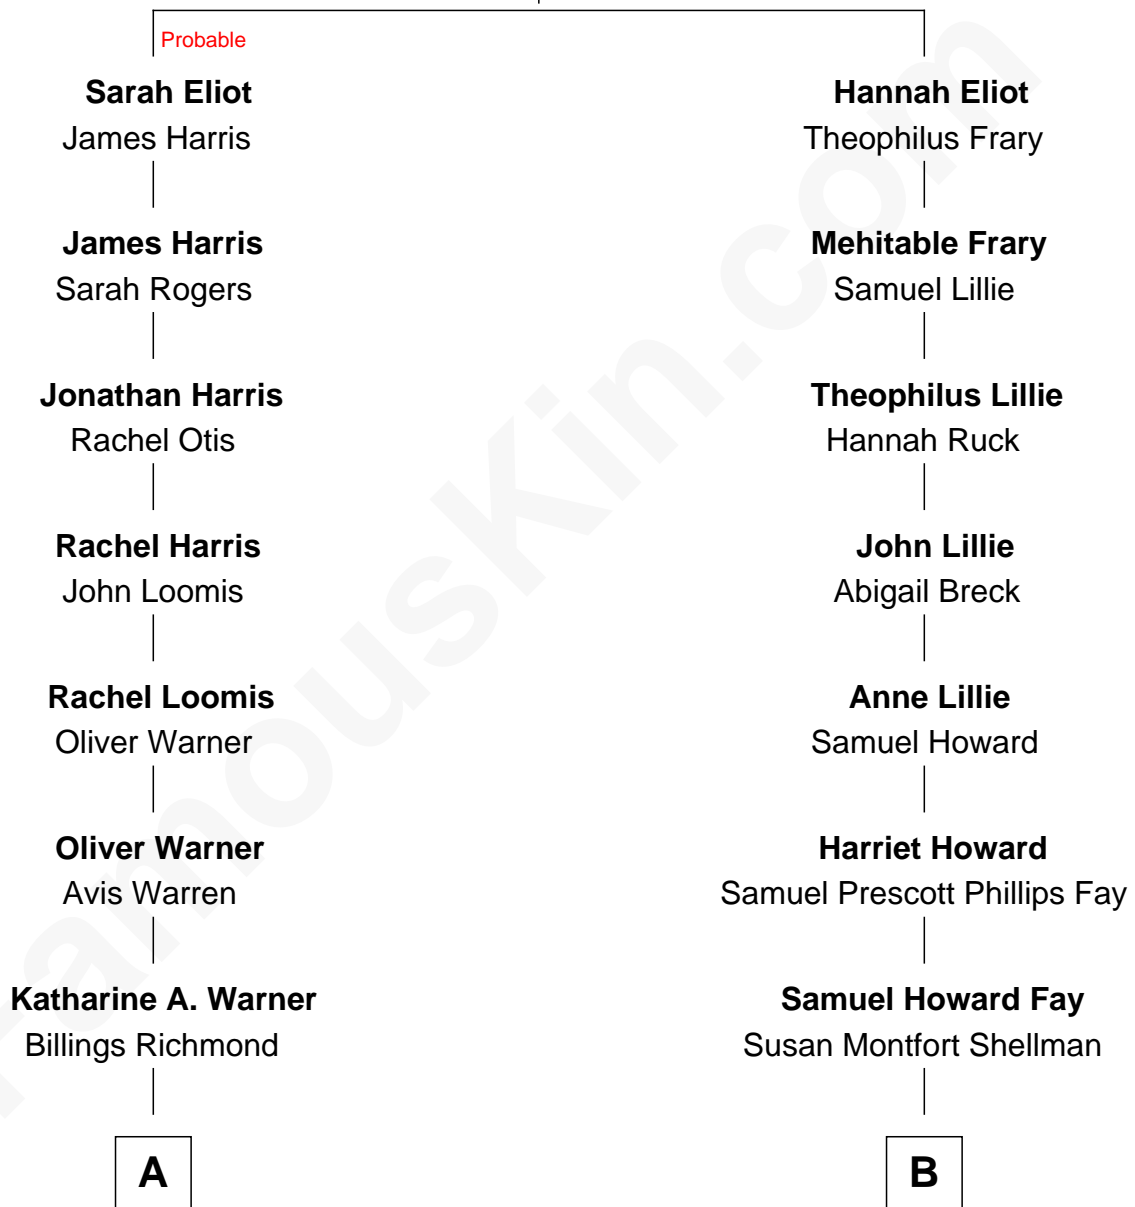 Probable
Sarah Eliot
James Harris
Hannah Eliot
Theophilus Frary
James Harris
Sarah Rogers
Mehitable Frary
Samuel Lillie
Jonathan Harris
Rachel Otis
Theophilus Lillie
Hannah Ruck
Rachel Harris
John Loomis
John Lillie
Abigail Breck
Rachel Loomis
Oliver Warner
Anne Lillie
Samuel Howard
Oliver Warner
Avis Warren
Harriet Howard
Samuel Prescott Phillips Fay
Katharine A. Warner
Billings Richmond
Samuel Howard Fay
Susan Montfort Shellman
A
B
FamousKin.com